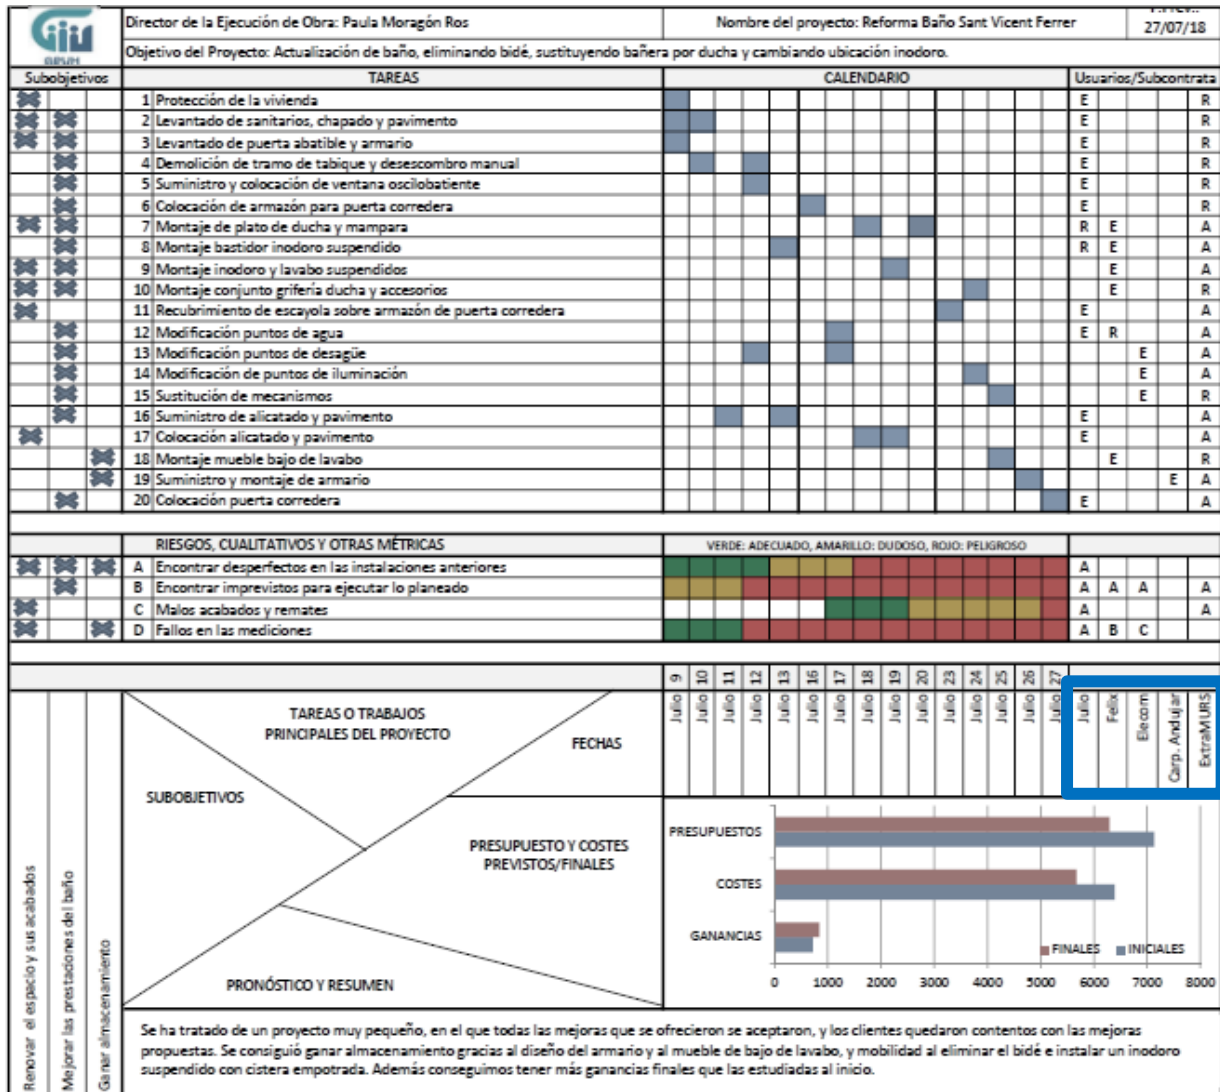 Director de la Ejecución de Obra: Paula Moragón Ros
Nombre del proyecto: Reforma Baño Sant Vicent Ferrer
27/07/18
Objetivo del Proyecto: Actualización de baño, eliminando bidé, sustituyendo bañera por ducha y cambiando ubicación inodoro.
Subobjetivos TAREAS CALENDARIO Usuarios/Subcontrata
1 Protección de la vivienda E R
2 Levantado de sanitarios, chapado y pavimento E R
3 Levantado de puerta abatible y armario E R
4 Demolición de tramo de tabique y desescombro manual E R
5 Suministro y colocación de ventana oscilobatiente E R
6 Colocación de armazón para puerta corredera E R
7 Montaje de plato de ducha y mampara R E A
8 Montaje bastidor inodoro suspendido R E A
9 Montaje inodoro y lavabo suspendidos E A
10 Montaje conjunto grifería ducha y accesorios E R
11 Recubrimiento de escayola sobre armazón de puerta corredera E A
12 Modificación puntos de agua E R A
13 Modificación puntos de desagüe E A
14 Modificación de puntos de iluminación E A
15 Sustitución de mecanismos E R
16 Suministro de alicatado y pavimento E A
17 Colocación alicatado y pavimento E A
18 Montaje mueble bajo de lavabo E R
19 Suministro y montaje de armario E A
20 Colocación puerta corredera E A
RIESGOS, CUALITATIVOS Y OTRAS MÉTRICAS VERDE: ADECUADO, AMARILLO: DUDOSO, ROJO: PELIGROSO
A Encontrar desperfectos en las instalaciones anteriores A
B Encontrar imprevistos para ejecutar lo planeado A A A A
C Malos acabados y remates A A
D Fallos en las mediciones A B C
Julio 9
Julio 10
Julio 11
Julio 12
Julio 13
Julio 16
Julio 17
Julio 18
Julio 19
Julio 20
Julio 23
Julio 24
Julio 25
Julio 26
Julio 27
Julio
Felix
Elecom
Carp. Andujar
ExtraMURS
TAREAS O TRABAJOS
PRINCIPALES DEL PROYECTO
FECHAS
SUBOBJETIVOS
PRESUPUESTO Y COSTES
PREVISTOS/FINALES
PRONÓSTICO Y RESUMEN
Renovar el espacio y sus acabados
Mejorar las prestaciones del baño
Ganar almacenamiento
PRESUPUESTOS
COSTES
GANANCIAS
FINALES INICIALES
0 1000 2000 3000 4000 5000 6000 7000 8000
Se ha tratado de un proyecto muy pequeño, en el que todas las mejoras que se ofrecieron se aceptaron, y los clientes quedaron contentos con las mejoras
propuestas. Se consiguió ganar almacenamiento gracias al diseño del armario y al mueble de bajo de lavabo, y mobilidad al eliminar el bidé e instalar un inodoro
suspendido con cistera empotrada. Además conseguimos tener más ganancias finales que las estudiadas al inicio.